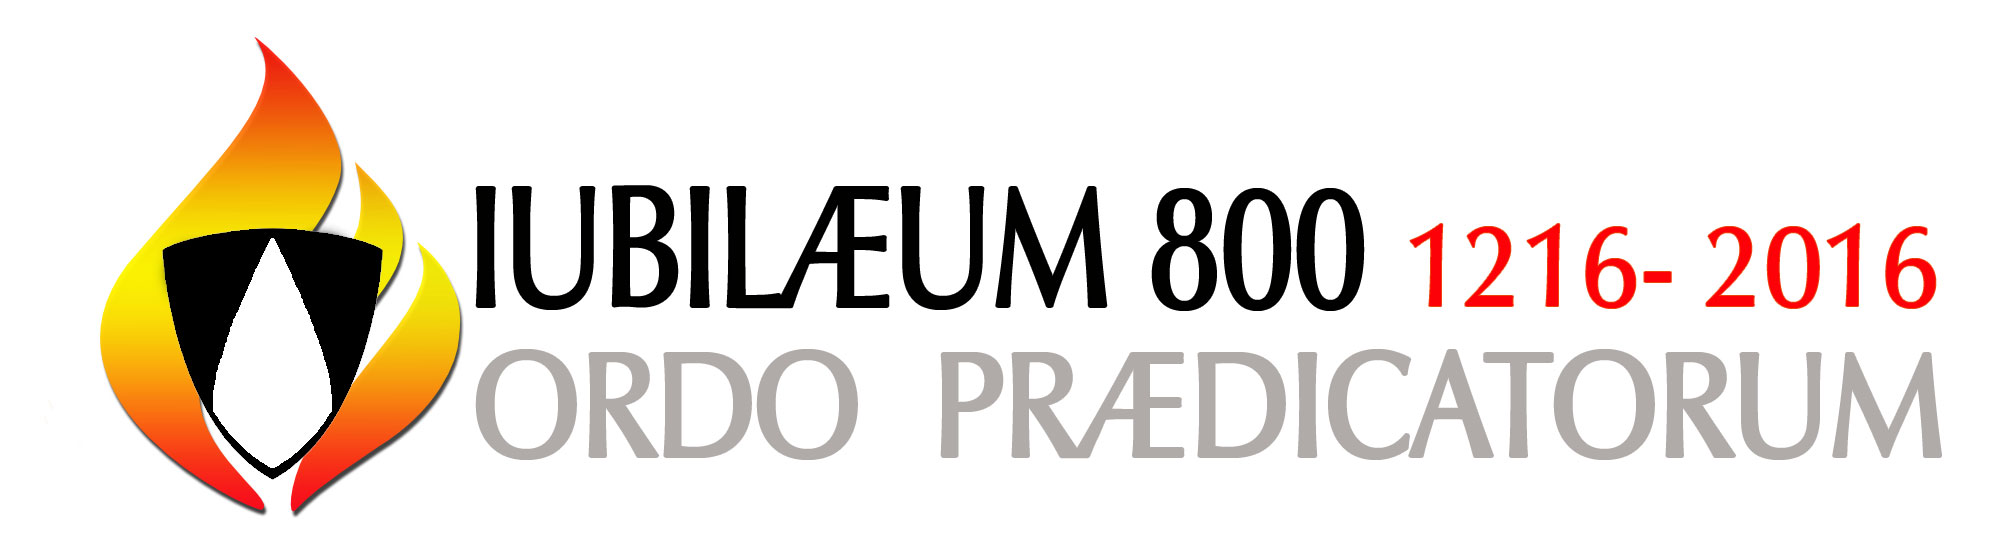 IUBILÆUM 800 1216- 2016
ORDO PRÆDICATORUM